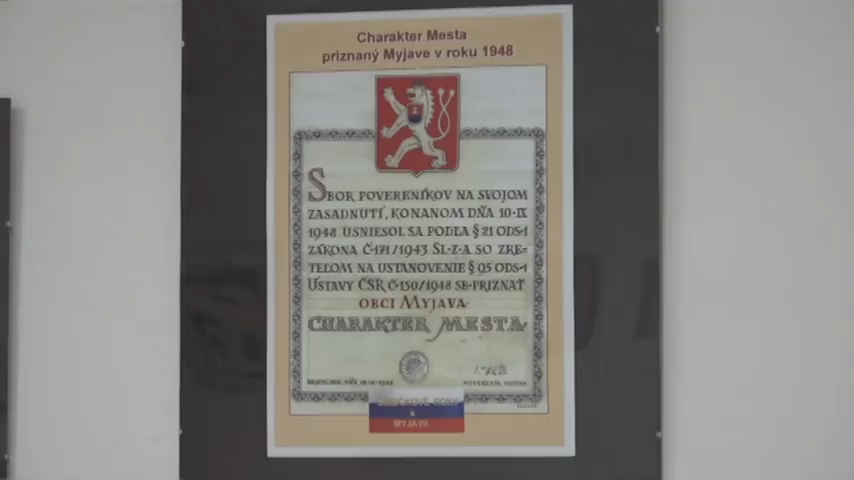 Charakter Mesta
priznaný Myjave v roku 1948
SBOR POVERENÍKOV NA SVOJOM
ZASADNUTÍ, KONANOM DŇA 10·IX
1948 USNIESOL SA PODĽA § 21 ODS·1
ZÁKONA Č·171/1943 SL·Z·A SO ZRE=
TEĽOM NA USTANOVENIE § 95 ODS·1
ÚSTAVY ČSR Č·150/1948 SB·PRIZNAŤ
OBCI MYJAVA
CHARAKTER MESTA·
MYJAVA